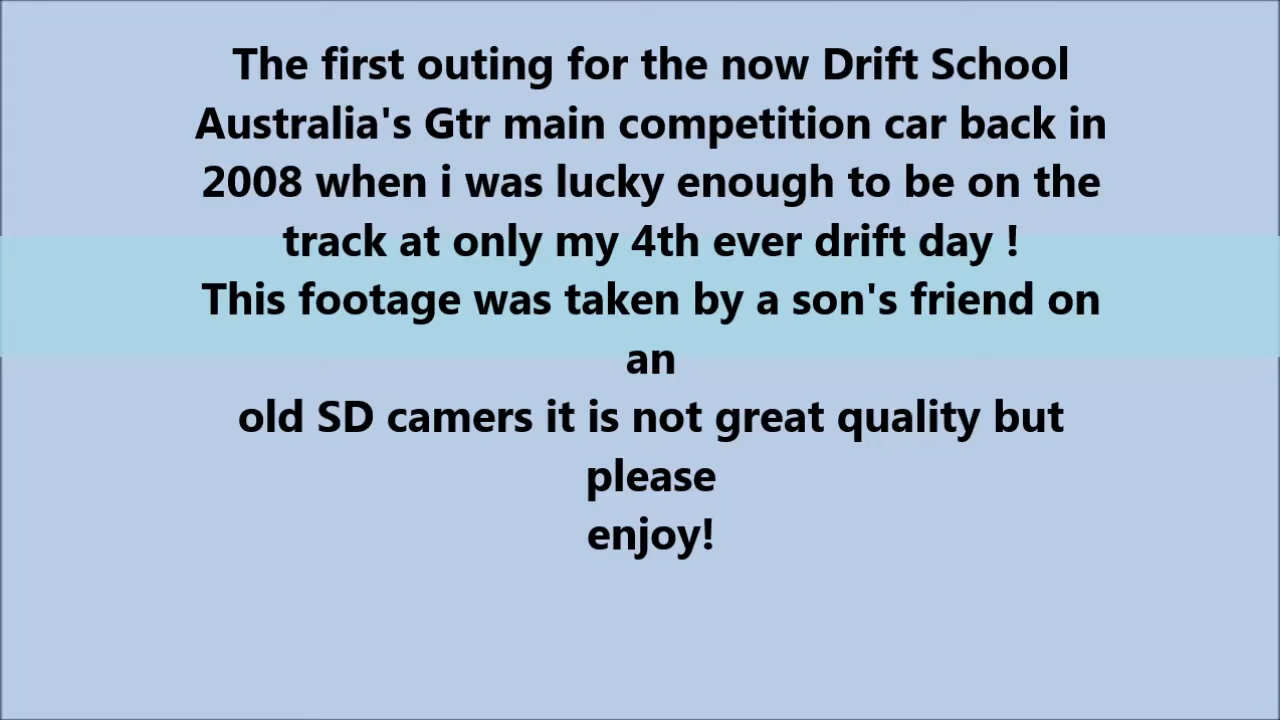 The first outing for the now Drift School
Australia's Gtr main competition car back in
2008 when i was lucky enough to be on the
track at only my 4th ever drift day !
This footage was taken by a son's friend on
an
old SD camers it is not great quality but
please
enjoy!